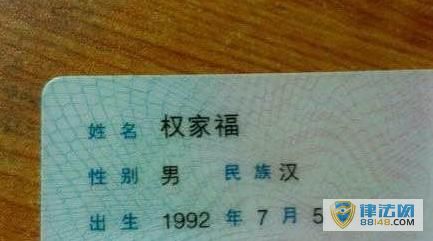 姓名 权家福
性别 男 民族 汉
出生 1992 年 7 月 5
律法网
88148.com